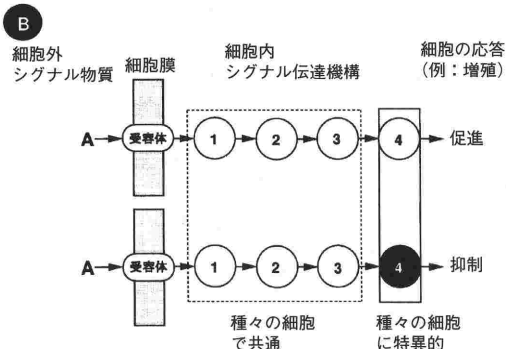 B
細胞外
シグナル物質
細胞膜
細胞内
シグナル伝達機構
細胞の応答
(例:増殖)
A 受容体 1 2 3 4 促進
A 受容体 1 2 3 4 抑制
種々の細胞
で共通
種々の細胞
に特異的